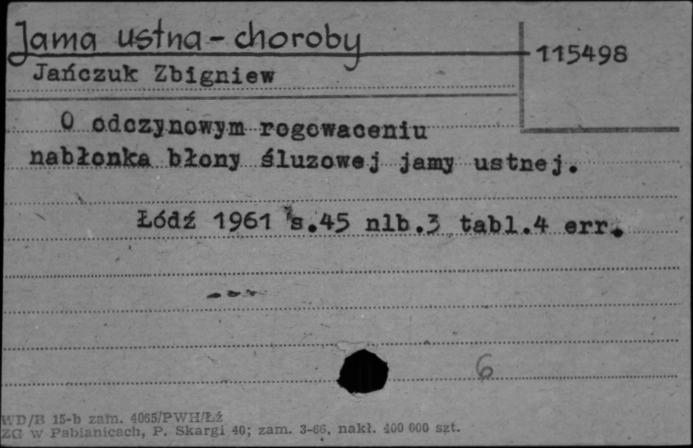 Jama ustna - choroby
115498
Jańczuk Zbigniew
O odczynowym rogowaceniu
nabłonka błony śluzowej jamy ustnej.
Łódź 1961 s.45 nlb.3 tabl.4 err.
6
WD/B 15-b zam. 4065/PWH/Łź
ZG w Pabianicach, P. Skargi 40; zam. 3-66, nakł. 400 000 szt.